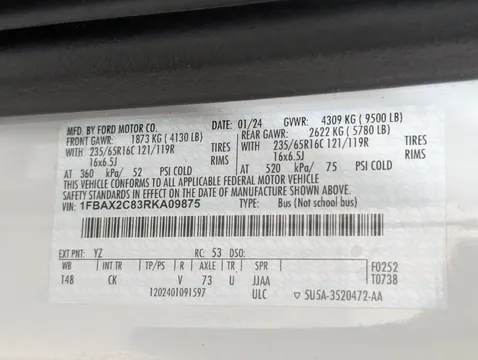 MFD. BY FORD MOTOR CO. DATE: 01/24 GVWR: 4309 KG ( 9500 LB)
FRONT GAWR: 1873 KG ( 4130 LB) REAR GAWR: 2622 KG ( 5780 LB)
WITH 235/65R16C 121/119R TIRES WITH 235/65R16C 121/119R TIRES
16x6.5J RIMS 16x6.5J RIMS
AT 360 kPa/ 52 PSI COLD AT 520 kPa/ 75 PSI COLD
THIS VEHICLE CONFORMS TO ALL APPLICABLE FEDERAL MOTOR VEHICLE
SAFETY STANDARDS IN EFFECT ON THE DATE OF MANUFACTURE SHOWN ABOVE.
VIN: 1FBAX2C83RKA09875 TYPE: Bus (Not school bus)
EXT PNT: YZ RC: 53 DSO:
WB INT TR TP/PS R AXLE TR SPR F0252
148 CK V 73 U JJAA T0738
1202401091597 ULC 5U5A-3520472-AA